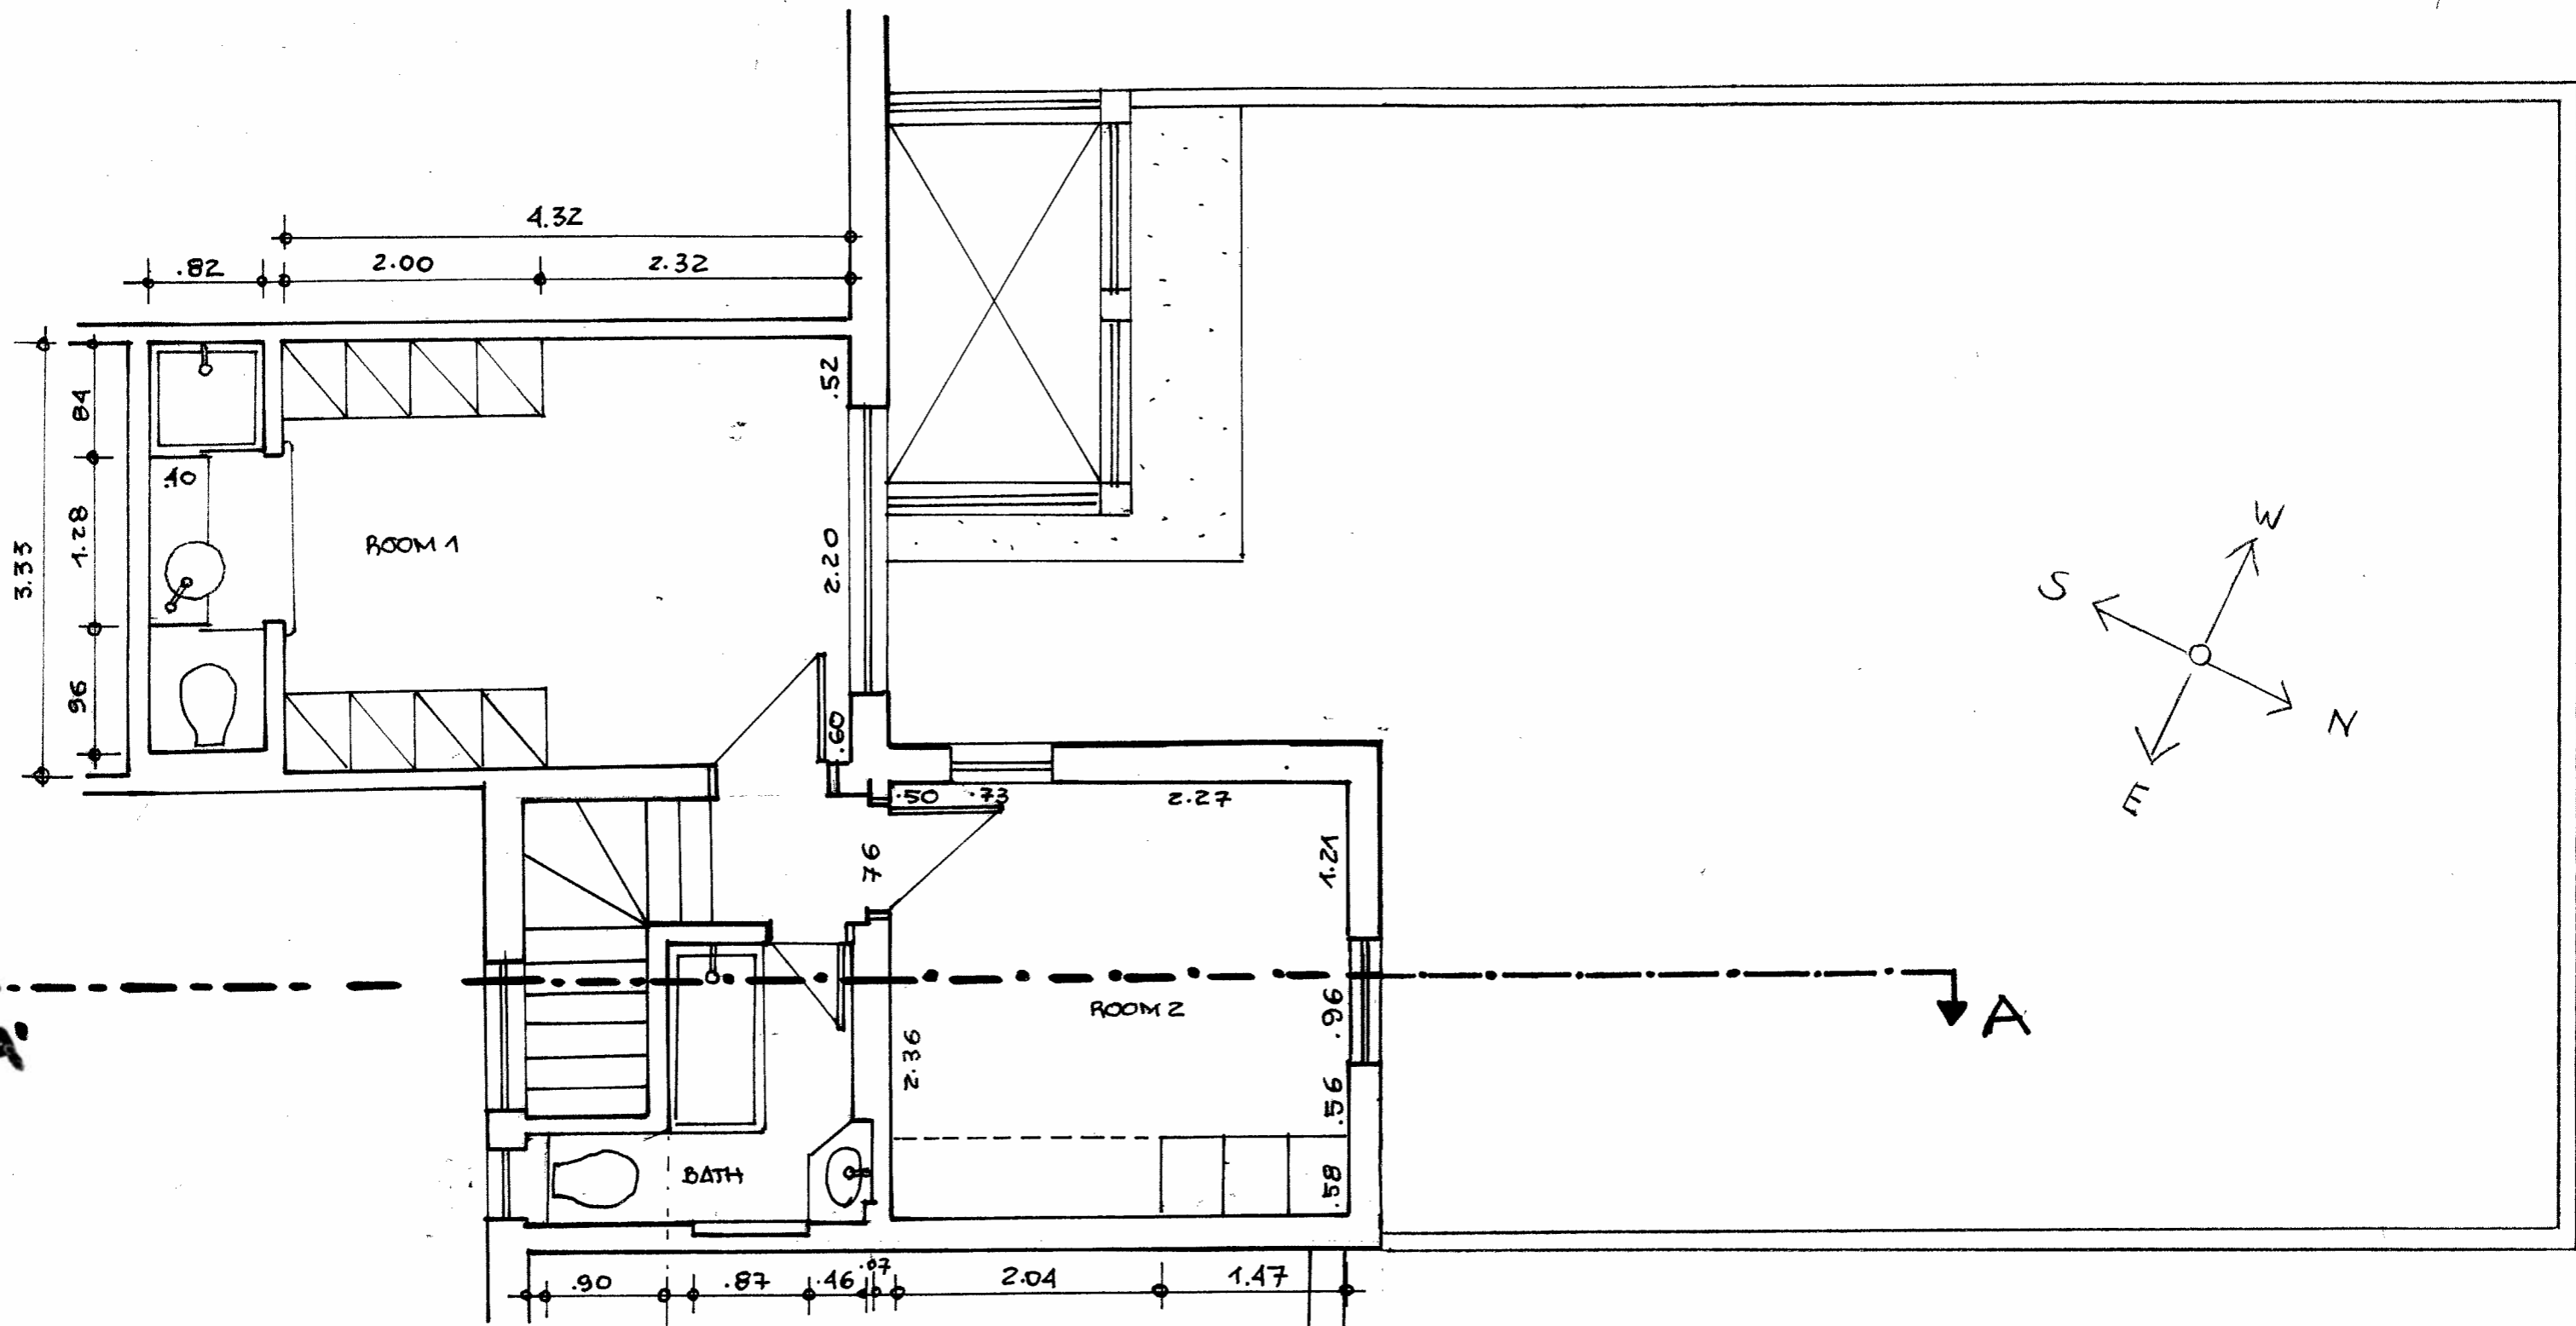 4.32
.82 2.00 2.32
.52
84
.40
1.28
3.33
ROOM 1
2.20
W
S
N
E
96
.60
.50 .73 2.27
76
1.21
A
A'
ROOM 2
.96
2.36
.56
BATH
.58
.90 .87 .46 .07 2.04 1.47